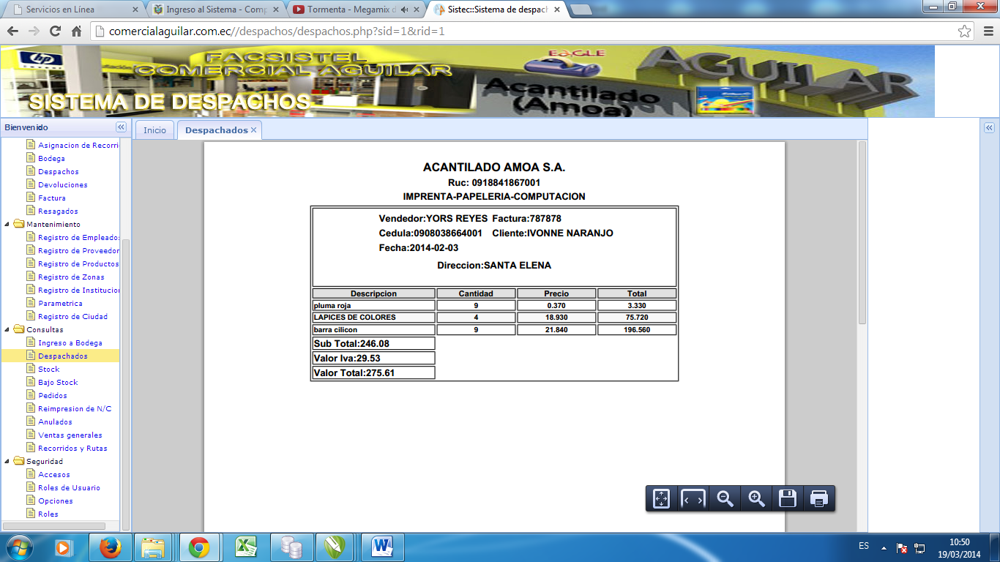 Servicios en Línea
Ingreso al Sistema - Comp
Tormenta - Megamix d
Sistec::Sistema de despach
comercialaguilar.com.ec//despachos/despachos.php?sid=1&rid=1
hp
FACSISTEL
COMERCIAL AGUILAR
SISTEMA DE DESPACHOS
EAGLE
AGUILAR
Acantilado
(Amoa)
Bienvenido
Inicio
Despachados
Asignacion de Recorri
Bodega
Despachos
Devoluciones
Factura
Resagados
Mantenimiento
Registro de Empleados
Registro de Proveedor
Registro de Productos
Registro de Zonas
Registro de Institucion
Parametrica
Registro de Ciudad
Consultas
Ingreso a Bodega
Despachados
Stock
Bajo Stock
Pedidos
Reimpresion de N/C
Anulados
Ventas generales
Recorridos y Rutas
Seguridad
Accesos
Roles de Usuario
Opciones
Roles
ACANTILADO AMOA S.A.
Ruc: 0918841867001
IMPRENTA-PAPELERIA-COMPUTACION
Vendedor:YORS REYES Factura:787878
Cedula:0908038664001 Cliente:IVONNE NARANJO
Fecha:2014-02-03
Direccion:SANTA ELENA
Descripcion Cantidad Precio Total
pluma roja 9 0.370 3.330
LAPICES DE COLORES 4 18.930 75.720
barra cilicon 9 21.840 196.560
Sub Total:246.08
Valor Iva:29.53
Valor Total:275.61
ES
10:50
19/03/2014